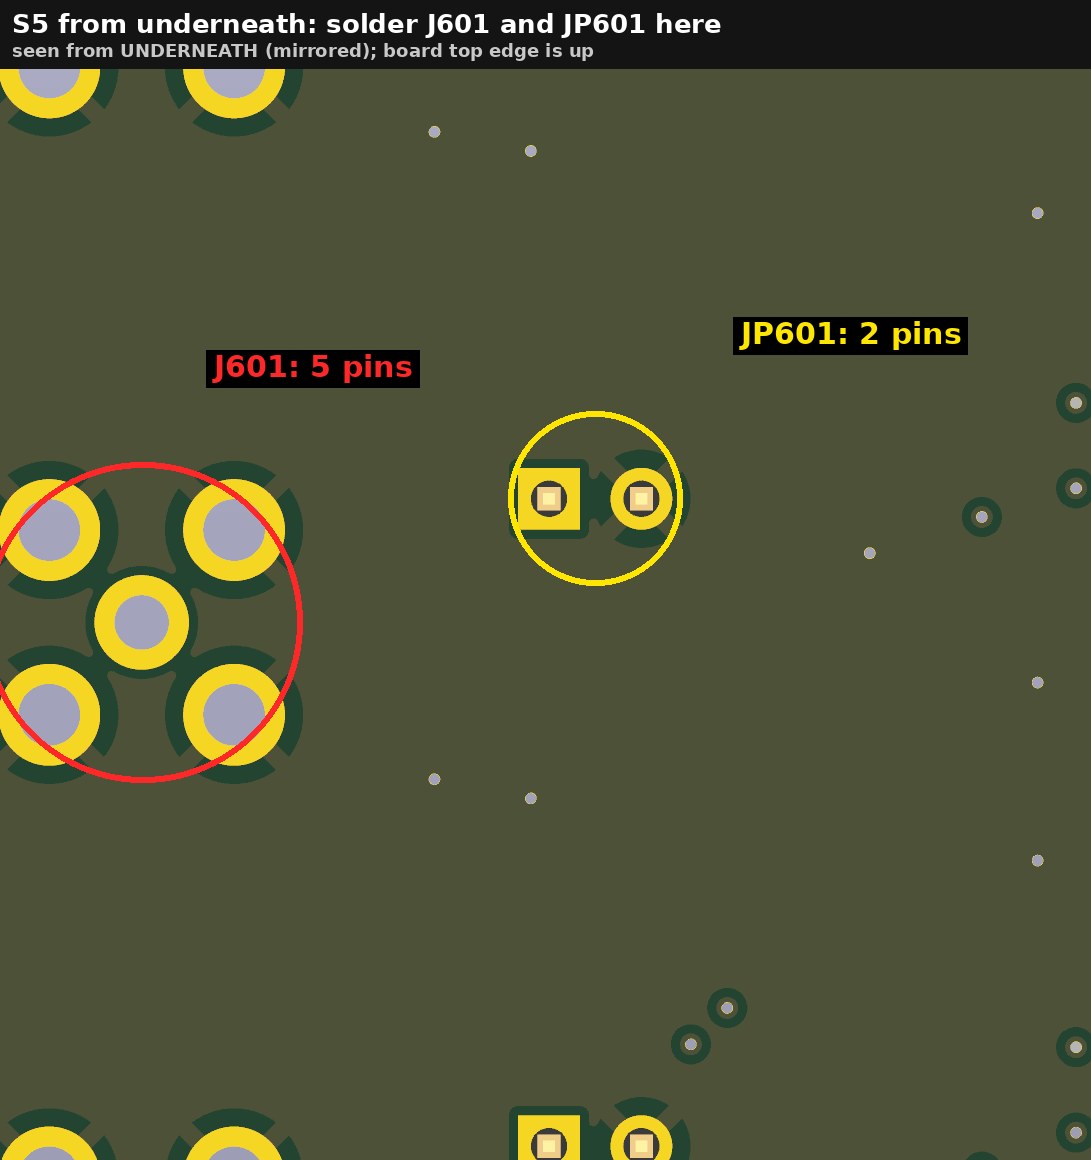 S5 from underneath: solder J601 and JP601 here
seen from UNDERNEATH (mirrored); board top edge is up
JP601: 2 pins
J601: 5 pins